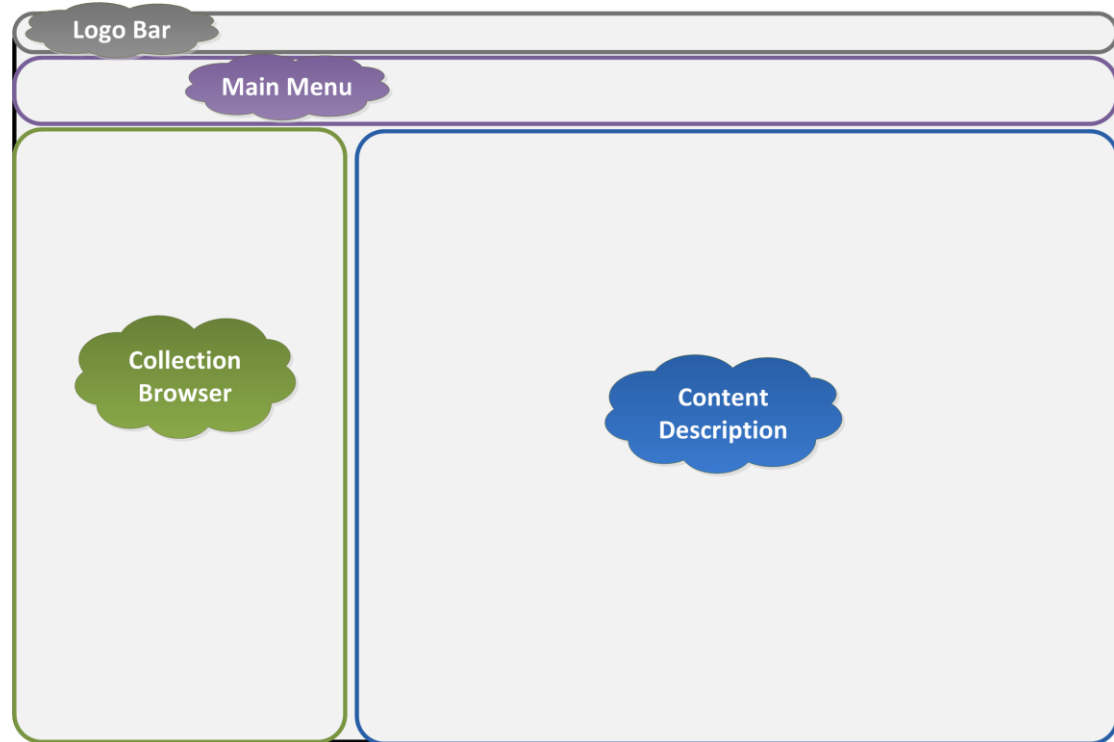 Logo Bar
Main Menu
Collection
Browser
Content
Description